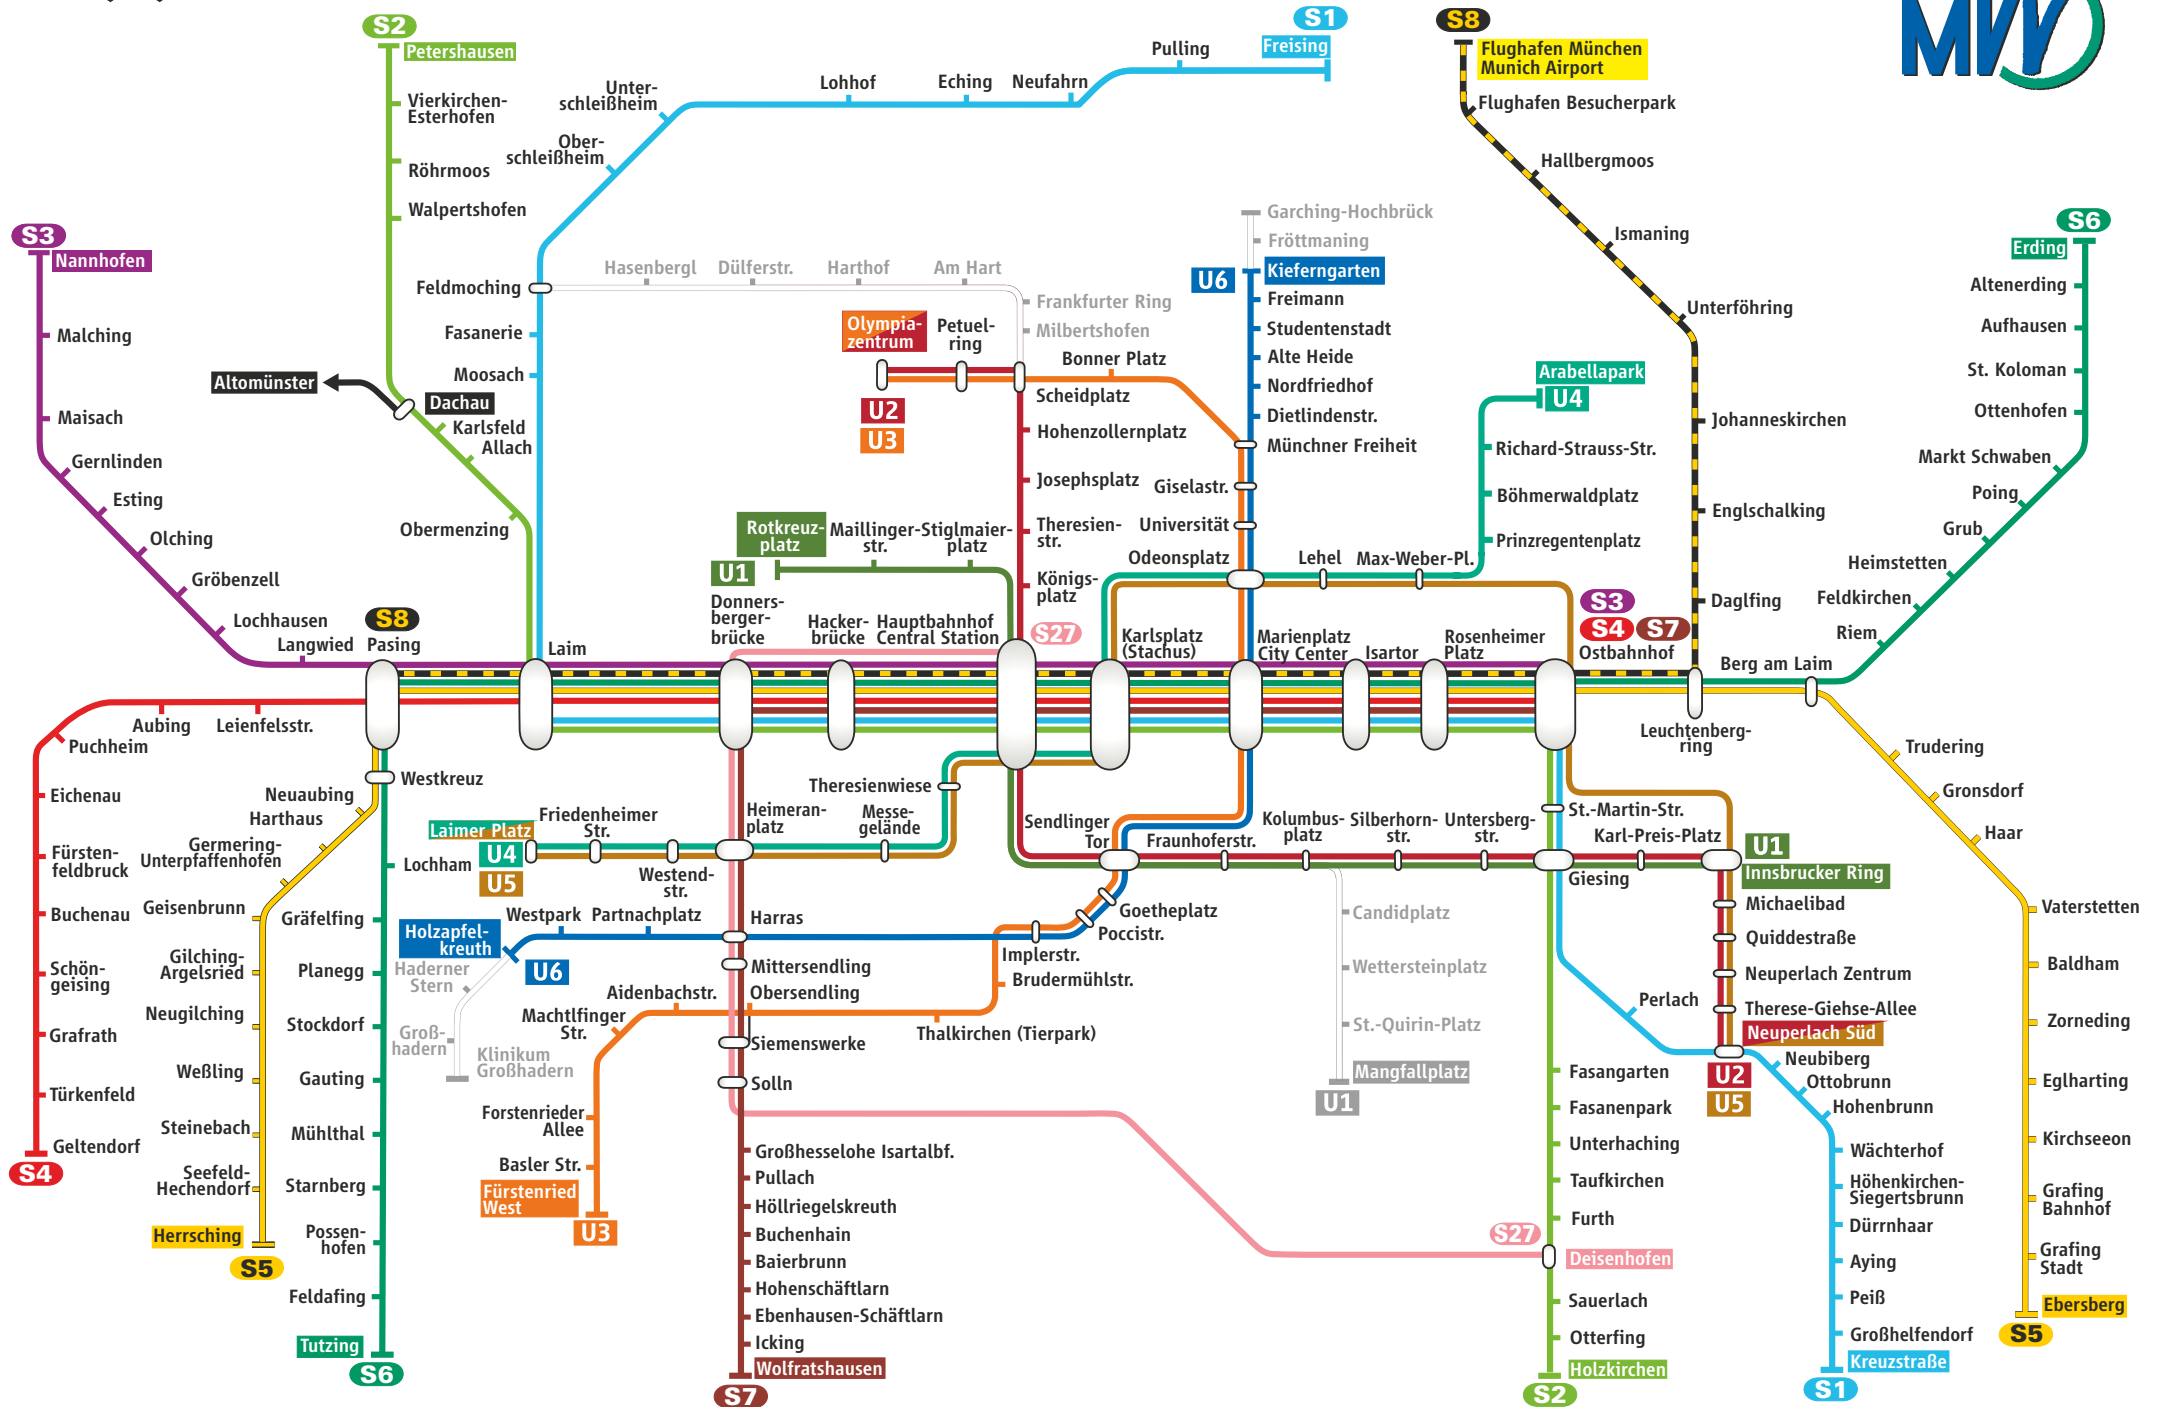 S2
Petershausen
Vierkirchen-
Esterhofen
Röhrmoos
Walpertshofen
S1
Freising
Pulling
Neufahrn
Eching
Lohhof
Unter-
schleißheim
Ober-
schleißheim
S8
Flughafen München
Munich Airport
Flughafen Besucherpark
Hallbergmoos
Ismaning
Unterföhring
Johanneskirchen
Englschalking
Daglfing
MVV
S6
Erding
Altenerding
Aufhausen
St. Koloman
Ottenhofen
Markt Schwaben
Poing
Grub
Heimstetten
Feldkirchen
Riem
Berg am Laim
S3
Nannhofen
Malching
Maisach
Gernlinden
Esting
Olching
Gröbenzell
Lochhausen
Langwied
Altomünster
Dachau
Karlsfeld
Allach
Obermenzing
Feldmoching
Fasanerie
Moosach
Hasenbergl
Dülferstr.
Harthof
Am Hart
Frankfurter Ring
Milbertshofen
Olympia-
zentrum
Petuel-
ring
U2
U3
Scheidplatz
Bonner Platz
Hohenzollernplatz
Josephsplatz
Theresien-
str.
Königs-
platz
Garching-Hochbrück
Fröttmaning
U6
Kieferngarten
Freimann
Studentenstadt
Alte Heide
Nordfriedhof
Dietlindenstr.
Münchner Freiheit
Giselastr.
Universität
Odeonsplatz
Lehel
Max-Weber-Pl.
Arabellapark
U4
Richard-Strauss-Str.
Böhmerwaldplatz
Prinzregentenplatz
Rotkreuz-
platz
U1
Maillinger-
str.
Stiglmaier-
platz
S8
Pasing
Laim
Donners-
berger-
brücke
Hacker-
brücke
Hauptbahnhof
Central Station
S27
Karlsplatz
(Stachus)
Marienplatz
City Center
Isartor
Rosenheimer
Platz
S3
S4
S7
Ostbahnhof
Leuchtenberg-
ring
Aubing
Leienfelsstr.
Puchheim
Eichenau
Fürsten-
feldbruck
Buchenau
Schön-
geising
Grafrath
Türkenfeld
Geltendorf
S4
Westkreuz
Neuaubing
Harthaus
Germering-
Unterpfaffenhofen
Geisenbrunn
Gilching-
Argelsried
Neugilching
Weßling
Steinebach
Seefeld-
Hechendorf
Herrsching
S5
Lochham
Gräfelfing
Planegg
Stockdorf
Gauting
Mühlthal
Starnberg
Possen-
hofen
Feldafing
Tutzing
S6
Laimer Platz
U4
U5
Friedenheimer
Str.
Westend-
str.
Heimeran-
platz
Messe-
gelände
Theresienwiese
Holzapfel-
kreuth
U6
Westpark
Partnachplatz
Harras
Haderner
Stern
Groß-
hadern
Klinikum
Großhadern
Mittersendling
Obersendling
Aidenbachstr.
Machtlfinger
Str.
Siemenswerke
Solln
Forstenrieder
Allee
Basler Str.
Fürstenried
West
U3
Großhesselohe Isartalbf.
Pullach
Höllriegelskreuth
Buchenhain
Baierbrunn
Hohenschäftlarn
Ebenhausen-Schäftlarn
Icking
Wolfratshausen
S7
Sendlinger
Tor
Goetheplatz
Poccistr.
Implerstr.
Brudermühlstr.
Thalkirchen (Tierpark)
Fraunhoferstr.
Kolumbus-
platz
Silberhorn-
str.
Untersberg-
str.
Candidplatz
Wettersteinplatz
St.-Quirin-Platz
Mangfallplatz
U1
St.-Martin-Str.
Karl-Preis-Platz
Giesing
U1
Innsbrucker Ring
Michaelibad
Quiddestraße
Neuperlach Zentrum
Therese-Giehse-Allee
Neuperlach Süd
U2
U5
Perlach
Neubiberg
Ottobrunn
Hohenbrunn
Wächterhof
Höhenkirchen-
Siegertsbrunn
Dürrnhaar
Aying
Peiß
Großhelfendorf
Kreuzstraße
S1
Fasangarten
Fasanenpark
Unterhaching
Taufkirchen
Furth
S27
Deisenhofen
Sauerlach
Otterfing
Holzkirchen
S2
Trudering
Gronsdorf
Haar
Vaterstetten
Baldham
Zorneding
Eglharting
Kirchseeon
Grafing
Bahnhof
Grafing
Stadt
Ebersberg
S5